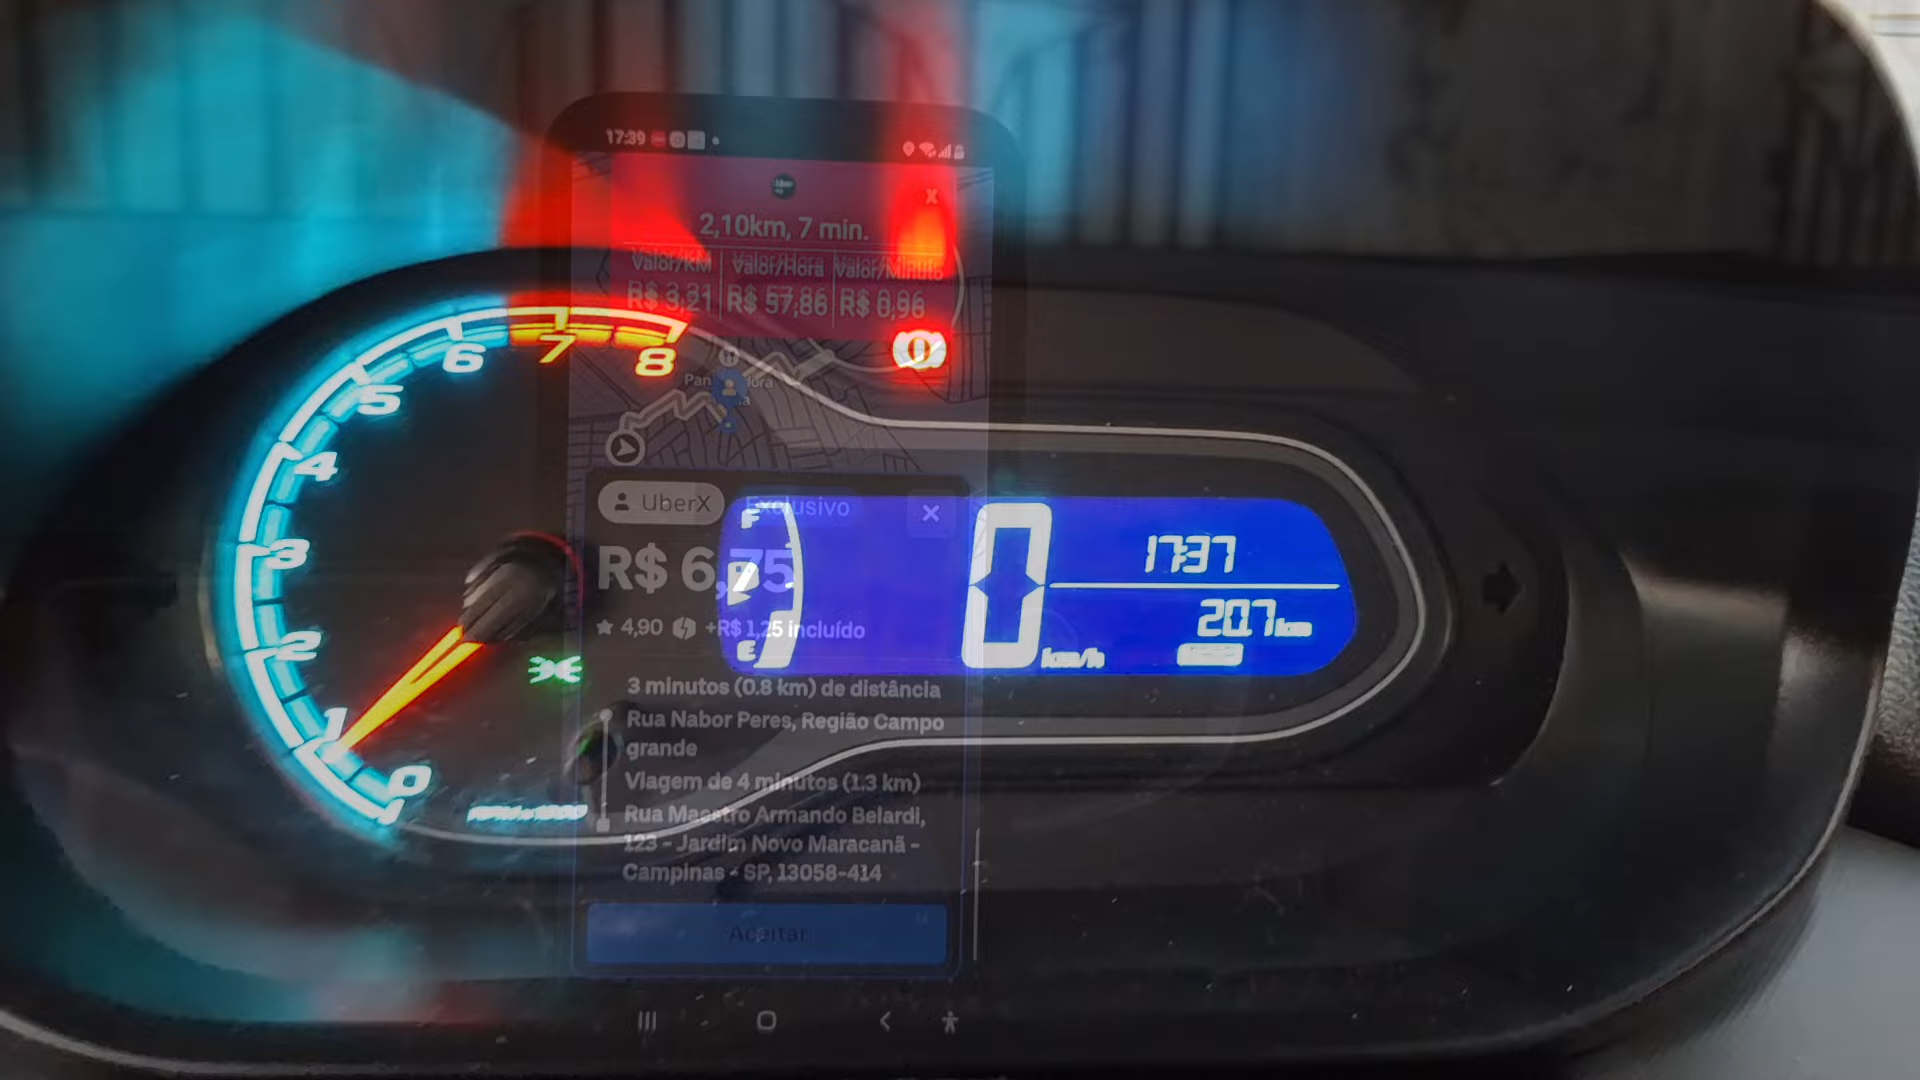 17:39
2,10km, 7 min.
Valor/KM Valor/Hora Valor/Minuto
R$ 3,21 R$ 57,86 R$ 0,96
UberX Exclusivo
R$ 6,75
4,90 +R$ 1,25 incluído
3 minutos (0.8 km) de distância
Rua Nabor Peres, Região Campo
grande
Viagem de 4 minutos (1.3 km)
Rua Maestro Armando Belardi,
123 - Jardim Novo Maracanã -
Campinas - SP, 13058-414
Aceitar
0 1 2 3 4 5 6 7 8
F
E
0 km/h
17:37
20.7 km